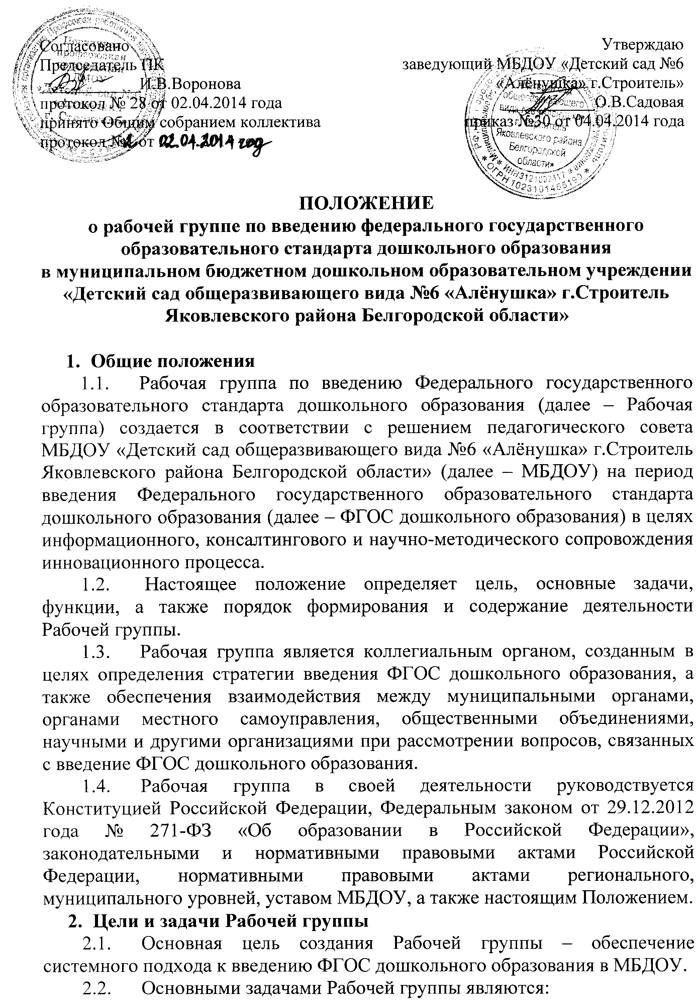 Согласовано
Председатель ПК
И.В.Воронова
протокол № 28 от 02.04.2014 года
принято Общим собранием коллектива
протокол № от 02.04.2014 год
Утверждаю
заведующий МБДОУ «Детский сад №6
«Алёнушка» г.Строитель»
О.В.Садовая
приказ №30 от 04.04.2014 года
Яковлевского района
Белгородской
области»
ПОЛОЖЕНИЕ
о рабочей группе по введению федерального государственного
образовательного стандарта дошкольного образования
в муниципальном бюджетном дошкольном образовательном учреждении
«Детский сад общеразвивающего вида №6 «Алёнушка» г.Строитель
Яковлевского района Белгородской области»
1. Общие положения
1.1. Рабочая группа по введению Федерального государственного
образовательного стандарта дошкольного образования (далее – Рабочая
группа) создается в соответствии с решением педагогического совета
МБДОУ «Детский сад общеразвивающего вида №6 «Алёнушка» г.Строитель
Яковлевского района Белгородской области» (далее – МБДОУ) на период
введения Федерального государственного образовательного стандарта
дошкольного образования (далее – ФГОС дошкольного образования) в целях
информационного, консалтингового и научно-методического сопровождения
инновационного процесса.
1.2. Настоящее положение определяет цель, основные задачи,
функции, а также порядок формирования и содержание деятельности
Рабочей группы.
1.3. Рабочая группа является коллегиальным органом, созданным в
целях определения стратегии введения ФГОС дошкольного образования, а
также обеспечения взаимодействия между муниципальными органами,
органами местного самоуправления, общественными объединениями,
научными и другими организациями при рассмотрении вопросов, связанных
с введение ФГОС дошкольного образования.
1.4. Рабочая группа в своей деятельности руководствуется
Конституцией Российской Федерации, Федеральным законом от 29.12.2012
года № 271-ФЗ «Об образовании в Российской Федерации»,
законодательными и нормативными правовыми актами Российской
Федерации, нормативными правовыми актами регионального,
муниципального уровней, уставом МБДОУ, а также настоящим Положением.
2. Цели и задачи Рабочей группы
2.1. Основная цель создания Рабочей группы – обеспечение
системного подхода к введению ФГОС дошкольного образования в МБДОУ.
2.2. Основными задачами Рабочей группы являются: